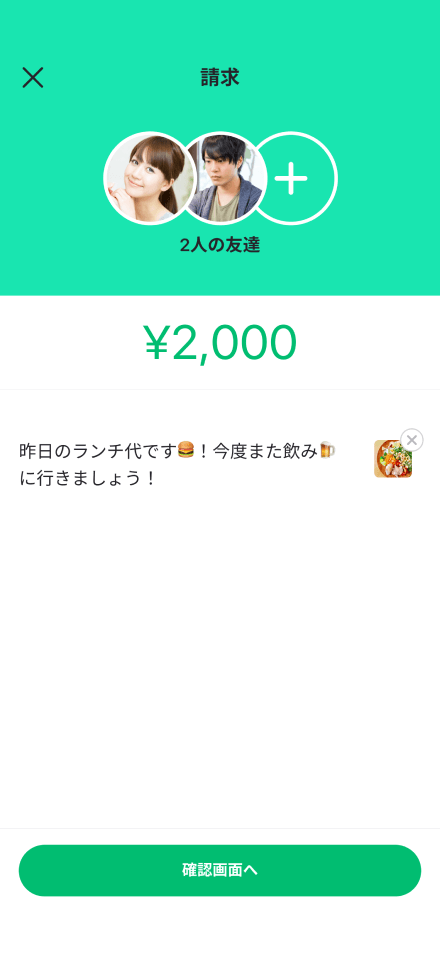 請求
2人の友達
¥2,000
昨日のランチ代です🍔！今度また飲み🍺
に行きましょう！
確認画面へ